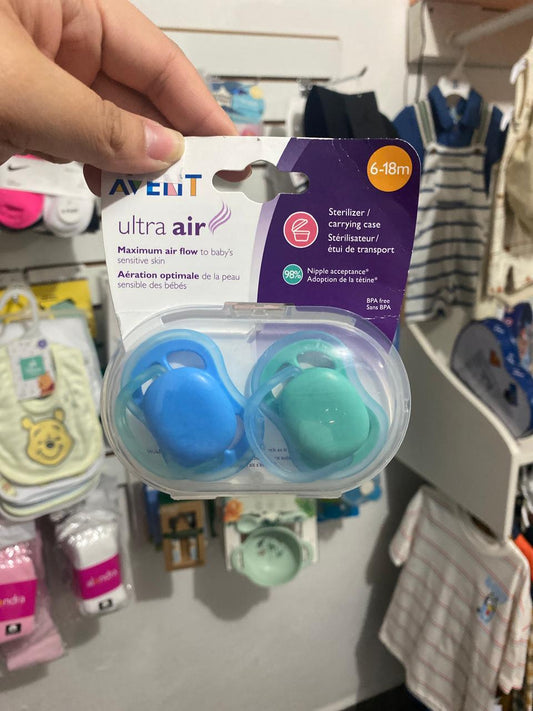 AVENT
6-18m
ultra air
Maximum air flow to baby's
sensitive skin
Aération optimale de la peau
sensible des bébés
Sterilizer /
carrying case
Stérilisateur /
étui de transport
98%
Nipple acceptance*
Adoption de la tétine*
BPA free
Sans BPA